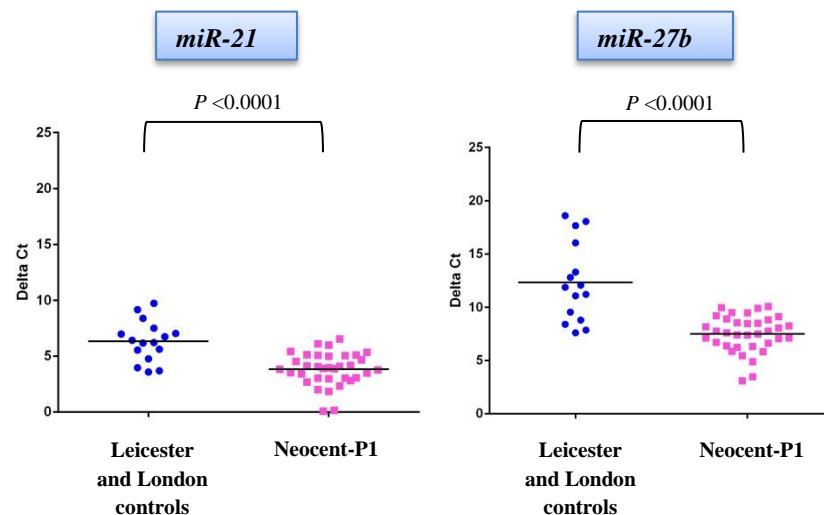 miR-21
P <0.0001
25
20
15
10
5
0
Delta Ct
Leicester
and London
controls
Neocent-P1
miR-27b
P <0.0001
25
20
15
10
5
0
Delta Ct
Leicester
and London
controls
Neocent-P1